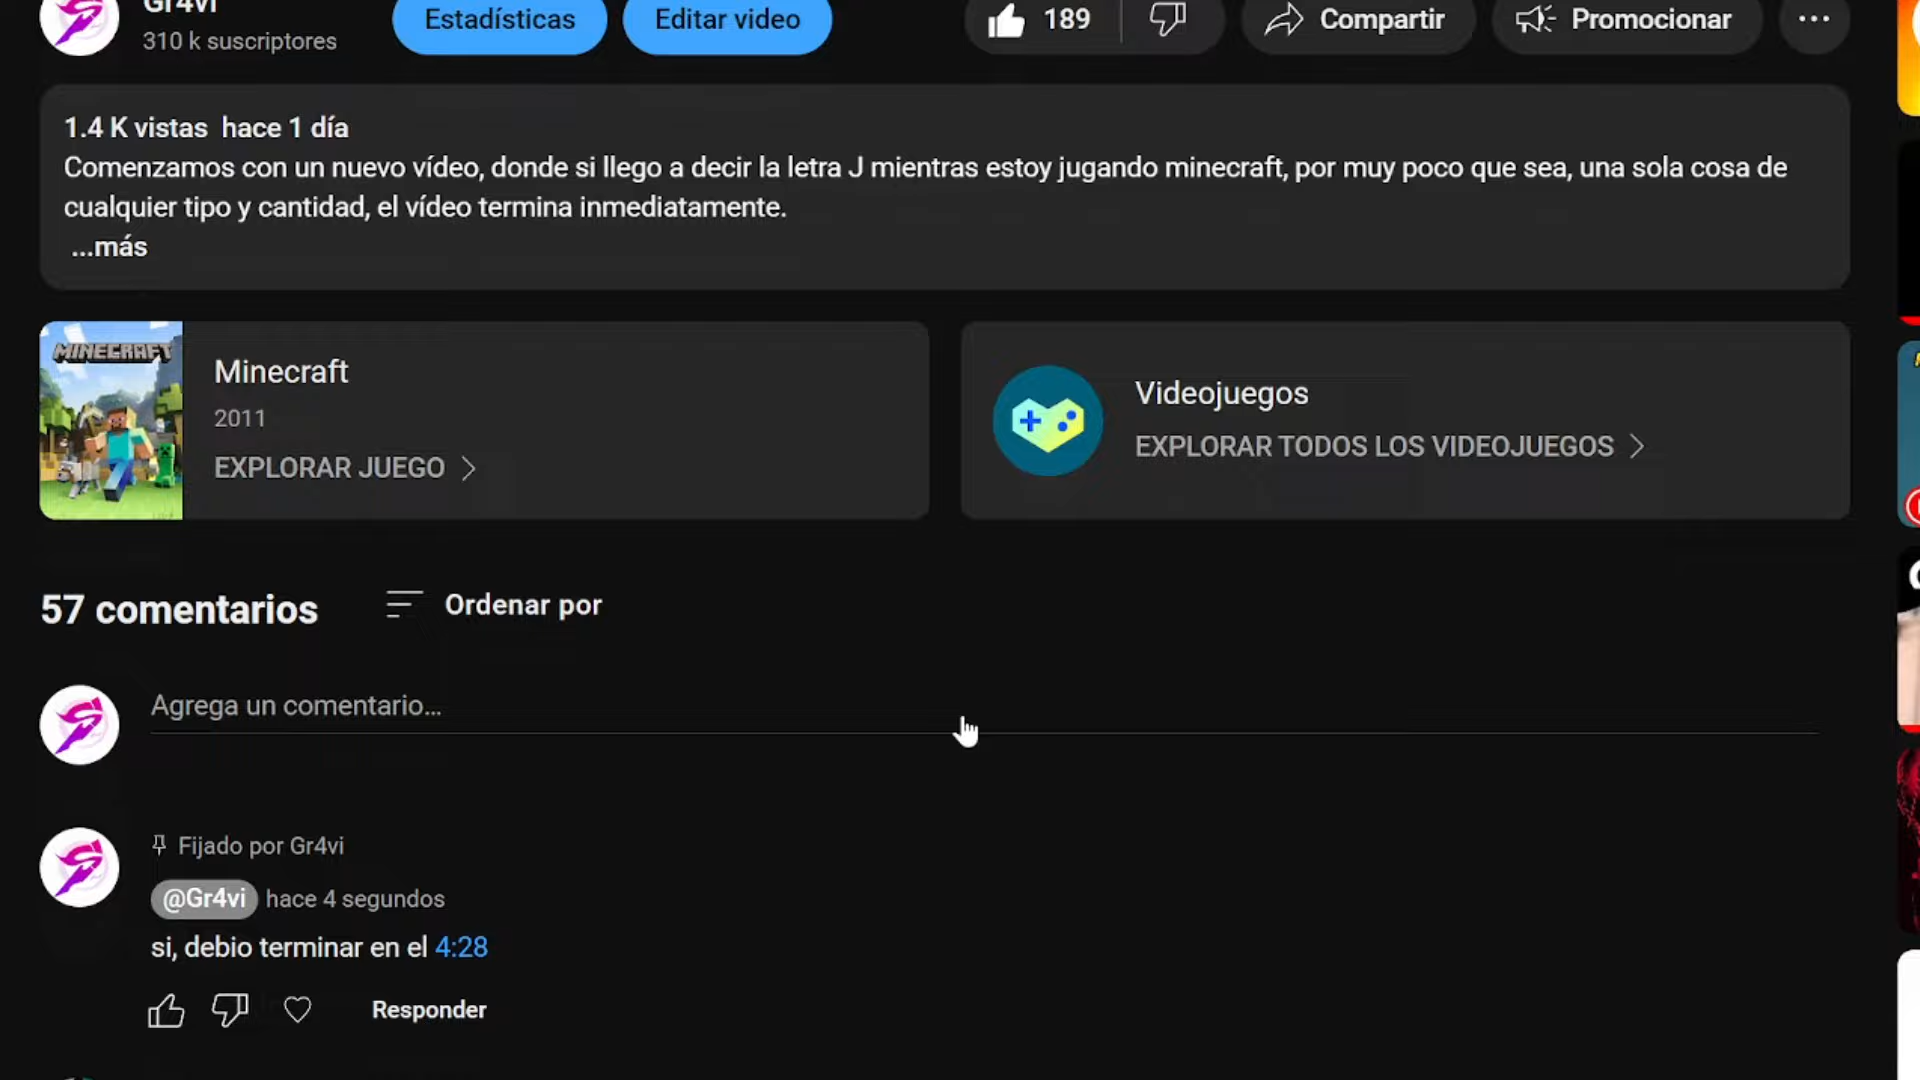 Gr4vi
310 k suscriptores
Estadísticas
Editar video
189
Compartir
Promocionar
1.4 K vistas hace 1 día
Comenzamos con un nuevo vídeo, donde si llego a decir la letra J mientras estoy jugando minecraft, por muy poco que sea, una sola cosa de
cualquier tipo y cantidad, el vídeo termina inmediatamente.
...más
MINECRAFT
Minecraft
2011
EXPLORAR JUEGO
Videojuegos
EXPLORAR TODOS LOS VIDEOJUEGOS
57 comentarios
Ordenar por
Agrega un comentario...
Fijado por Gr4vi
@Gr4vi hace 4 segundos
si, debio terminar en el 4:28
Responder